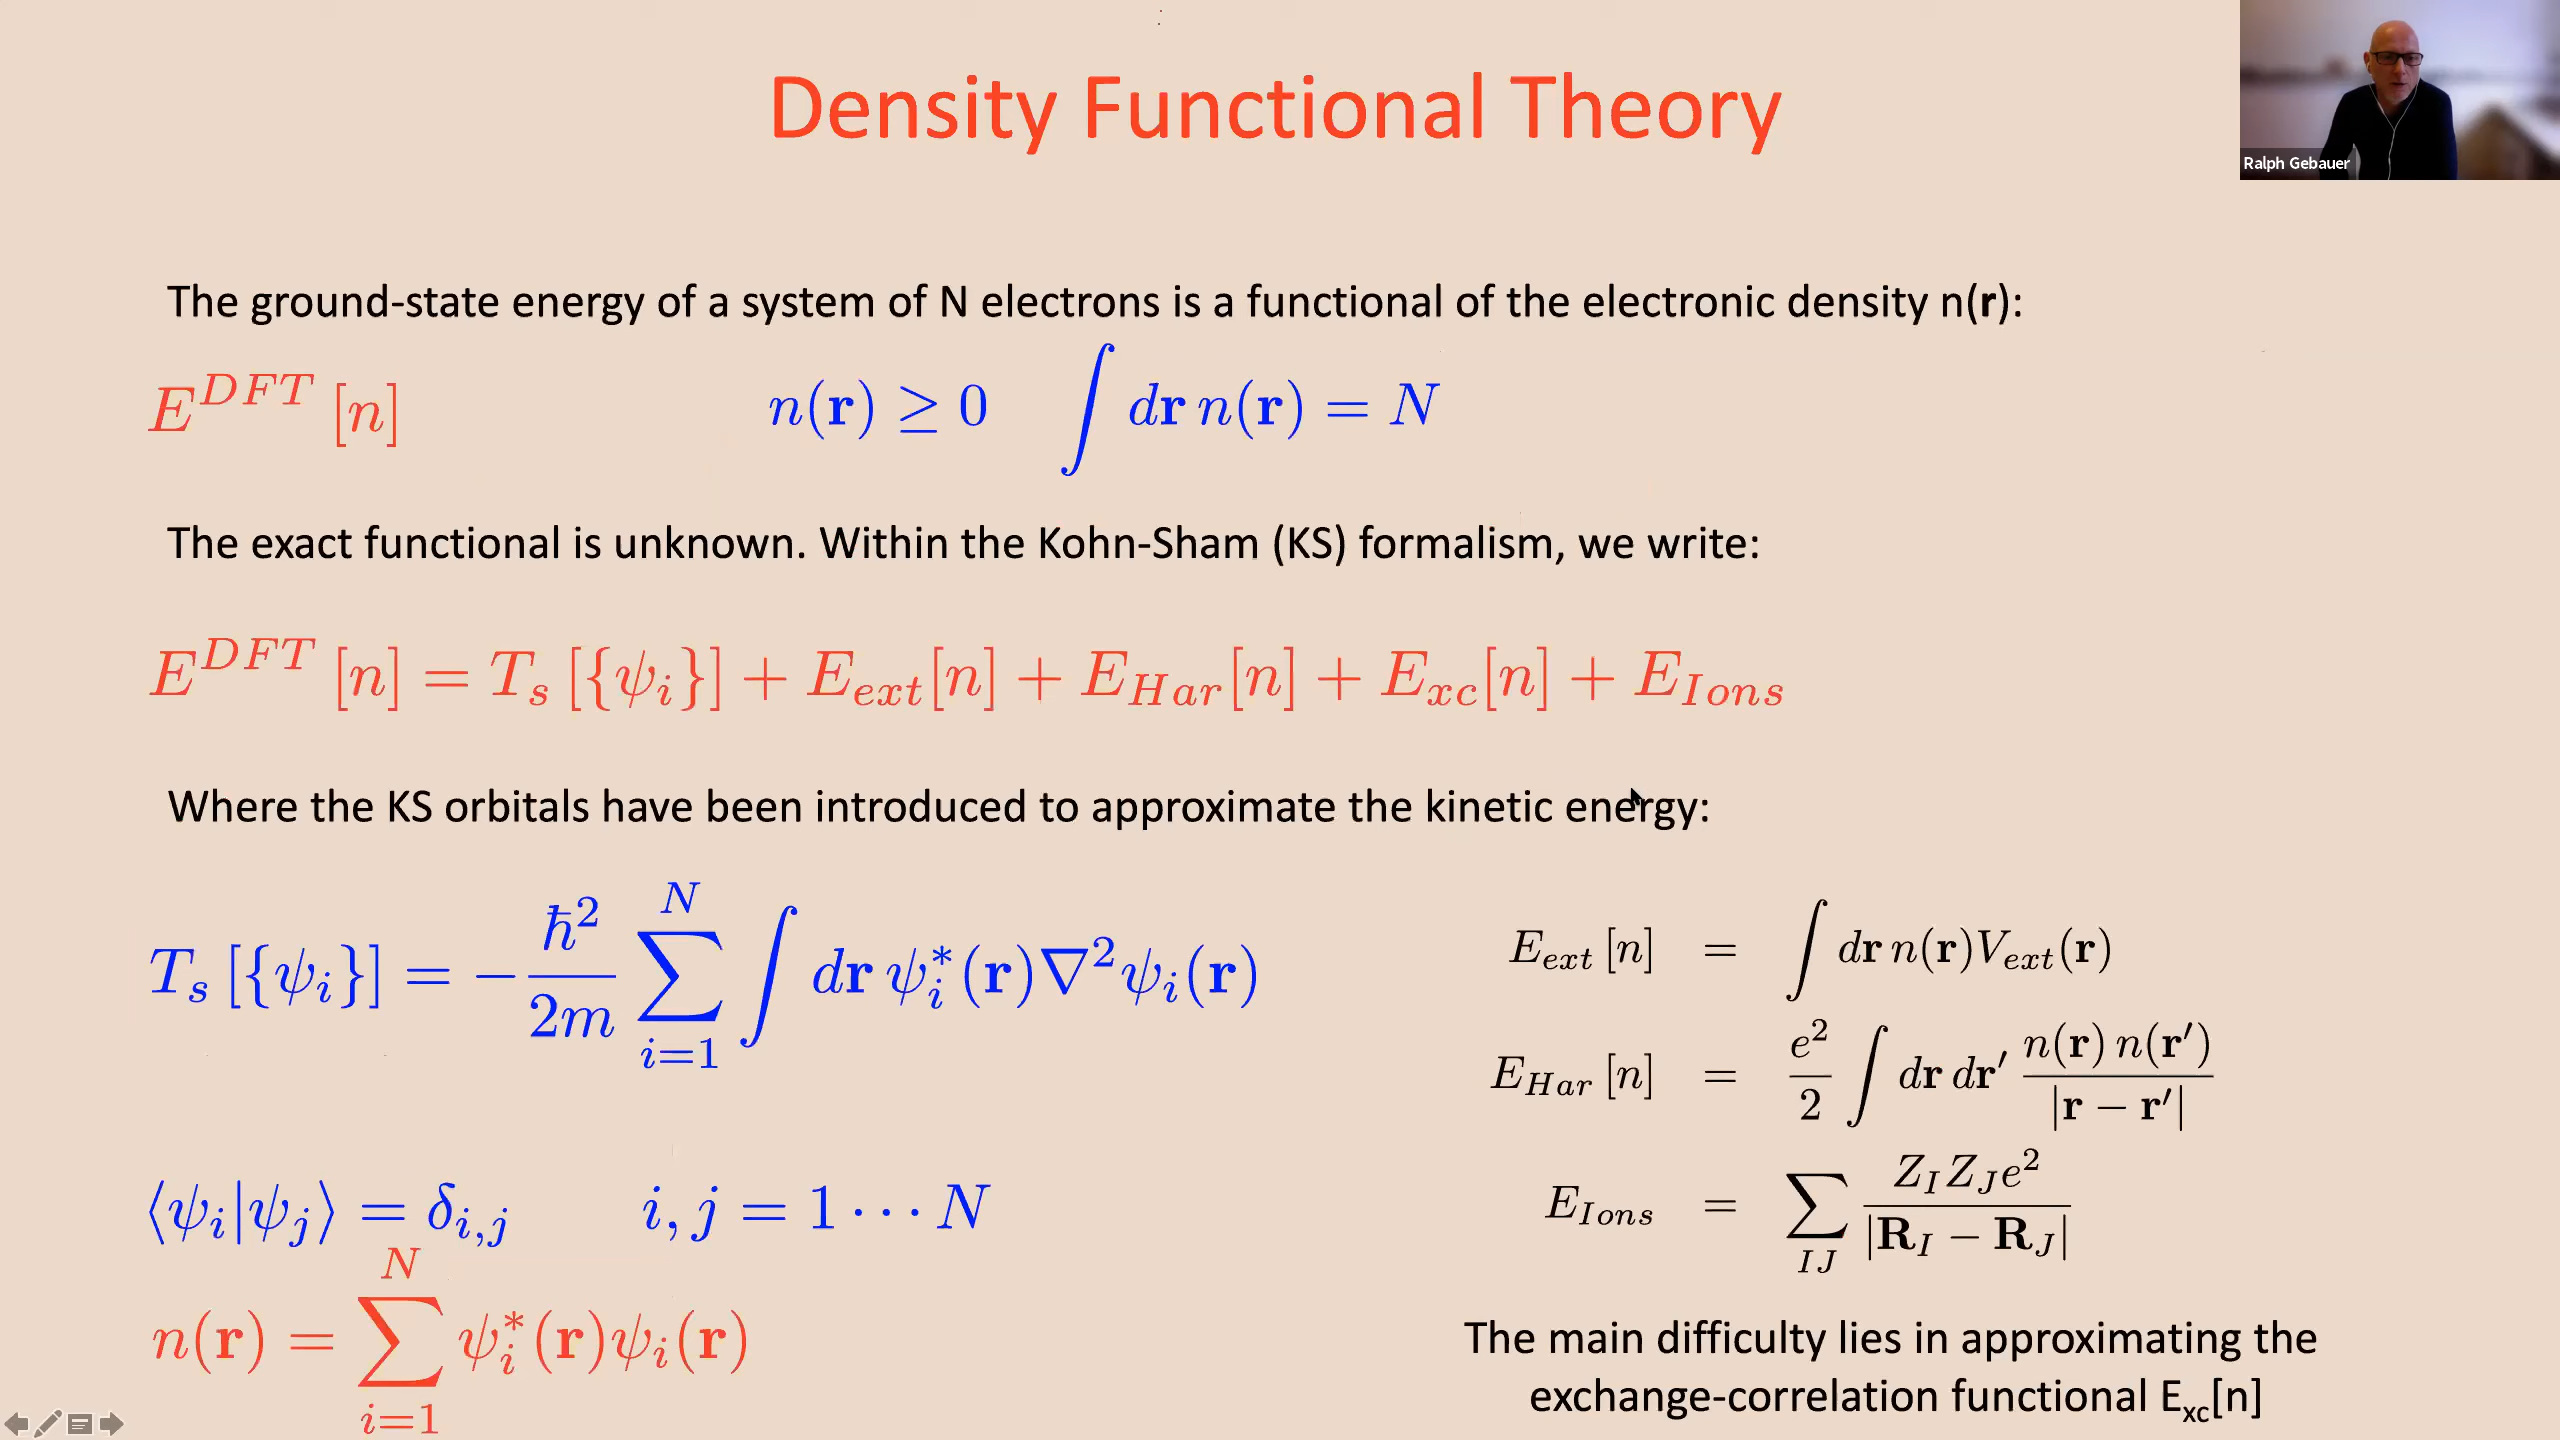 Density Functional Theory
Ralph Gebauer
The ground-state energy of a system of N electrons is a functional of the electronic density n(r):
E^{DFT} [n]    n(r) ≥ 0    ∫ dr n(r) = N
The exact functional is unknown. Within the Kohn-Sham (KS) formalism, we write:
E^{DFT} [n] = T_s [{ψ_i}] + E_{ext}[n] + E_{Har}[n] + E_{xc}[n] + E_{Ions}
Where the KS orbitals have been introduced to approximate the kinetic energy:
T_s [{ψ_i}] = −ħ²/2m ∑_{i=1}^{N} ∫ dr ψ_i^*(r)∇²ψ_i(r)
⟨ψ_i|ψ_j⟩ = δ_{i,j}    i, j = 1 ⋯ N
n(r) = ∑_{i=1}^{N} ψ_i^*(r)ψ_i(r)
E_{ext} [n] = ∫ dr n(r)V_{ext}(r)
E_{Har} [n] = e²/2 ∫ dr dr′ n(r) n(r′)/|r − r′|
E_{Ions} = ∑_{IJ} Z_I Z_J e²/|R_I − R_J|
The main difficulty lies in approximating the
exchange-correlation functional E_{xc}[n]